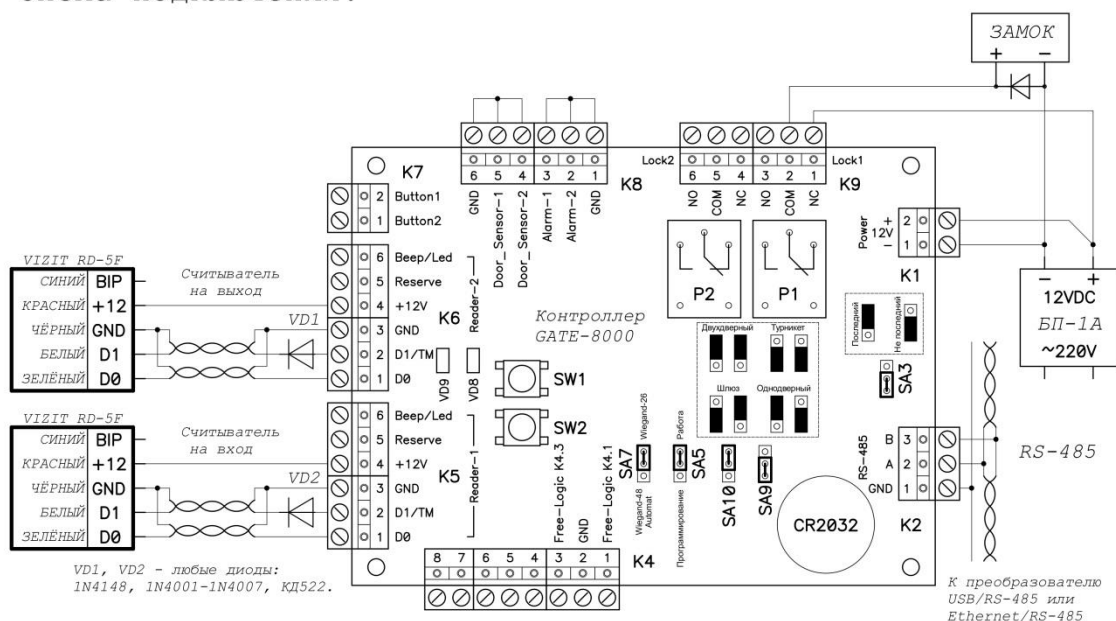 ЗАМОК
+ −
K7
2 Button1
1 Button2
6 5 4 3 2 1
GND
Door_Sensor-1
Door_Sensor-2
Alarm-1
Alarm-2
GND
K8
Lock2
6 5 4 3 2 1
Lock1
NO
COM
NC
NO
COM
NC
K9
Power
12V
+
−
2
1
K1
P2
P1
− +
12VDC
БП-1А
~220V
VIZIT RD-5F
СИНИЙ BIP
КРАСНЫЙ +12
ЧЁРНЫЙ GND
БЕЛЫЙ D1
ЗЕЛЁНЫЙ D0
Считыватель
на выход
VD1
6 Beep/Led
5 Reserve
4 +12V
3 GND
2 D1/TM
1 D0
K6
Reader-2
Контроллер
GATE-8000
VD9
VD8
SW1
SW2
Двухдверный
Турникет
Шлюз
Однодверный
Последний
Не последний
SA3
VIZIT RD-5F
СИНИЙ BIP
КРАСНЫЙ +12
ЧЁРНЫЙ GND
БЕЛЫЙ D1
ЗЕЛЁНЫЙ D0
Считыватель
на вход
VD2
6 Beep/Led
5 Reserve
4 +12V
3 GND
2 D1/TM
1 D0
K5
Reader-1
Free-Logic K4.3
GND
Free-Logic K4.1
SA7
Wiegand-26
Wiegand-48
Automat
SA5
Работа
Программирование
SA10
SA9
CR2032
RS-485
B 3
A 2
GND 1
K2
RS-485
8 7 6 5 4 3 2 1
K4
VD1, VD2 - любые диоды:
1N4148, 1N4001-1N4007, КД522.
К преобразователю
USB/RS-485 или
Ethernet/RS-485